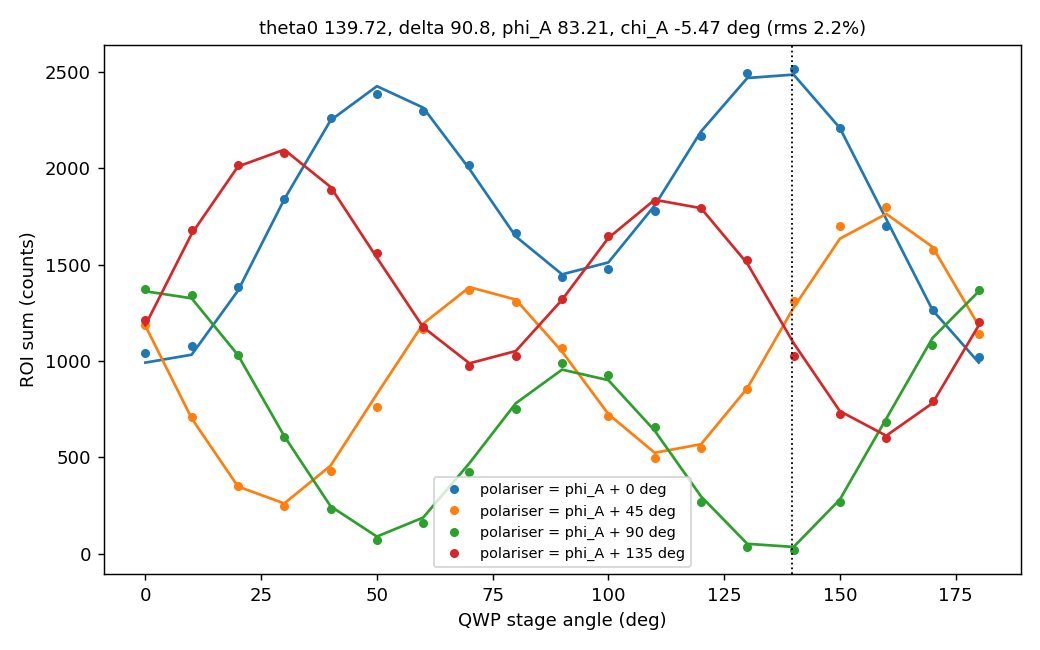 theta0 139.72, delta 90.8, phi_A 83.21, chi_A -5.47 deg (rms 2.2%)
ROI sum (counts)
2500
2000
1500
1000
500
0
polariser = phi_A + 0 deg
polariser = phi_A + 45 deg
polariser = phi_A + 90 deg
polariser = phi_A + 135 deg
0 25 50 75 100 125 150 175
QWP stage angle (deg)